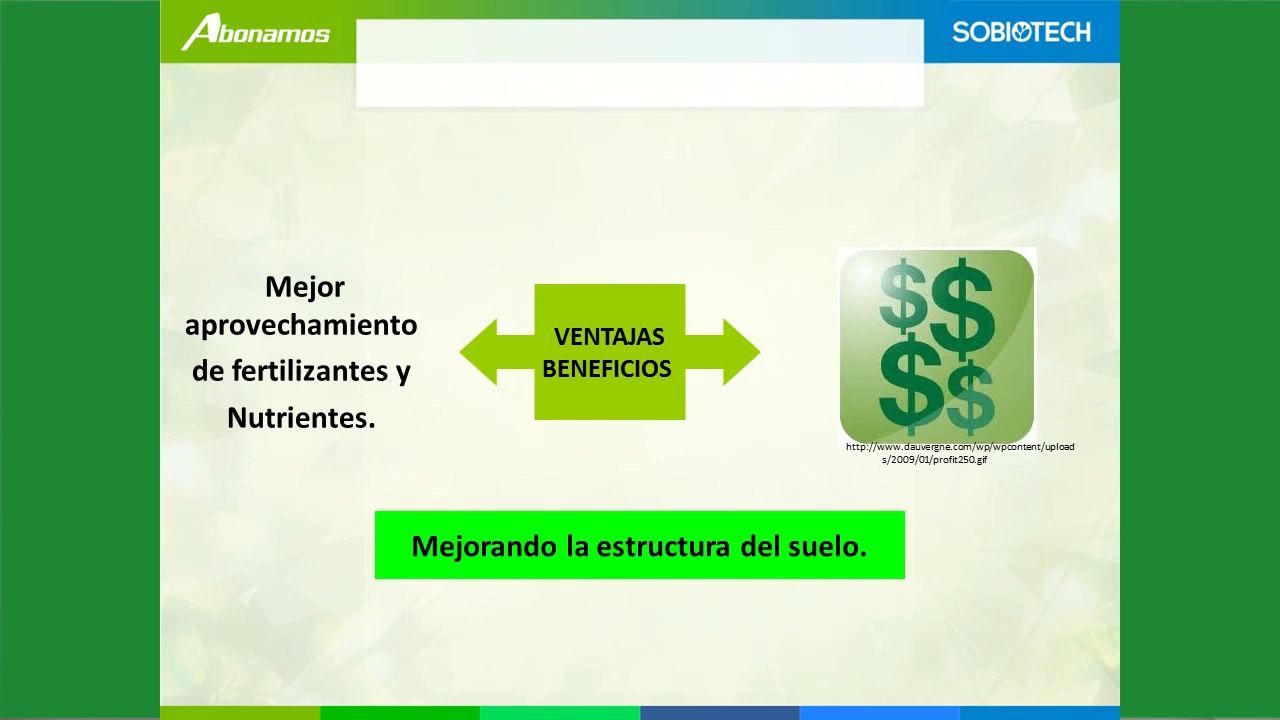 Abonamos
SOBIOTECH
Mejor
aprovechamiento
de fertilizantes y
Nutrientes.
VENTAJAS
BENEFICIOS
$$
$$
http://www.dauvergne.com/wp/wpcontent/upload
s/2009/01/profit250.gif
Mejorando la estructura del suelo.